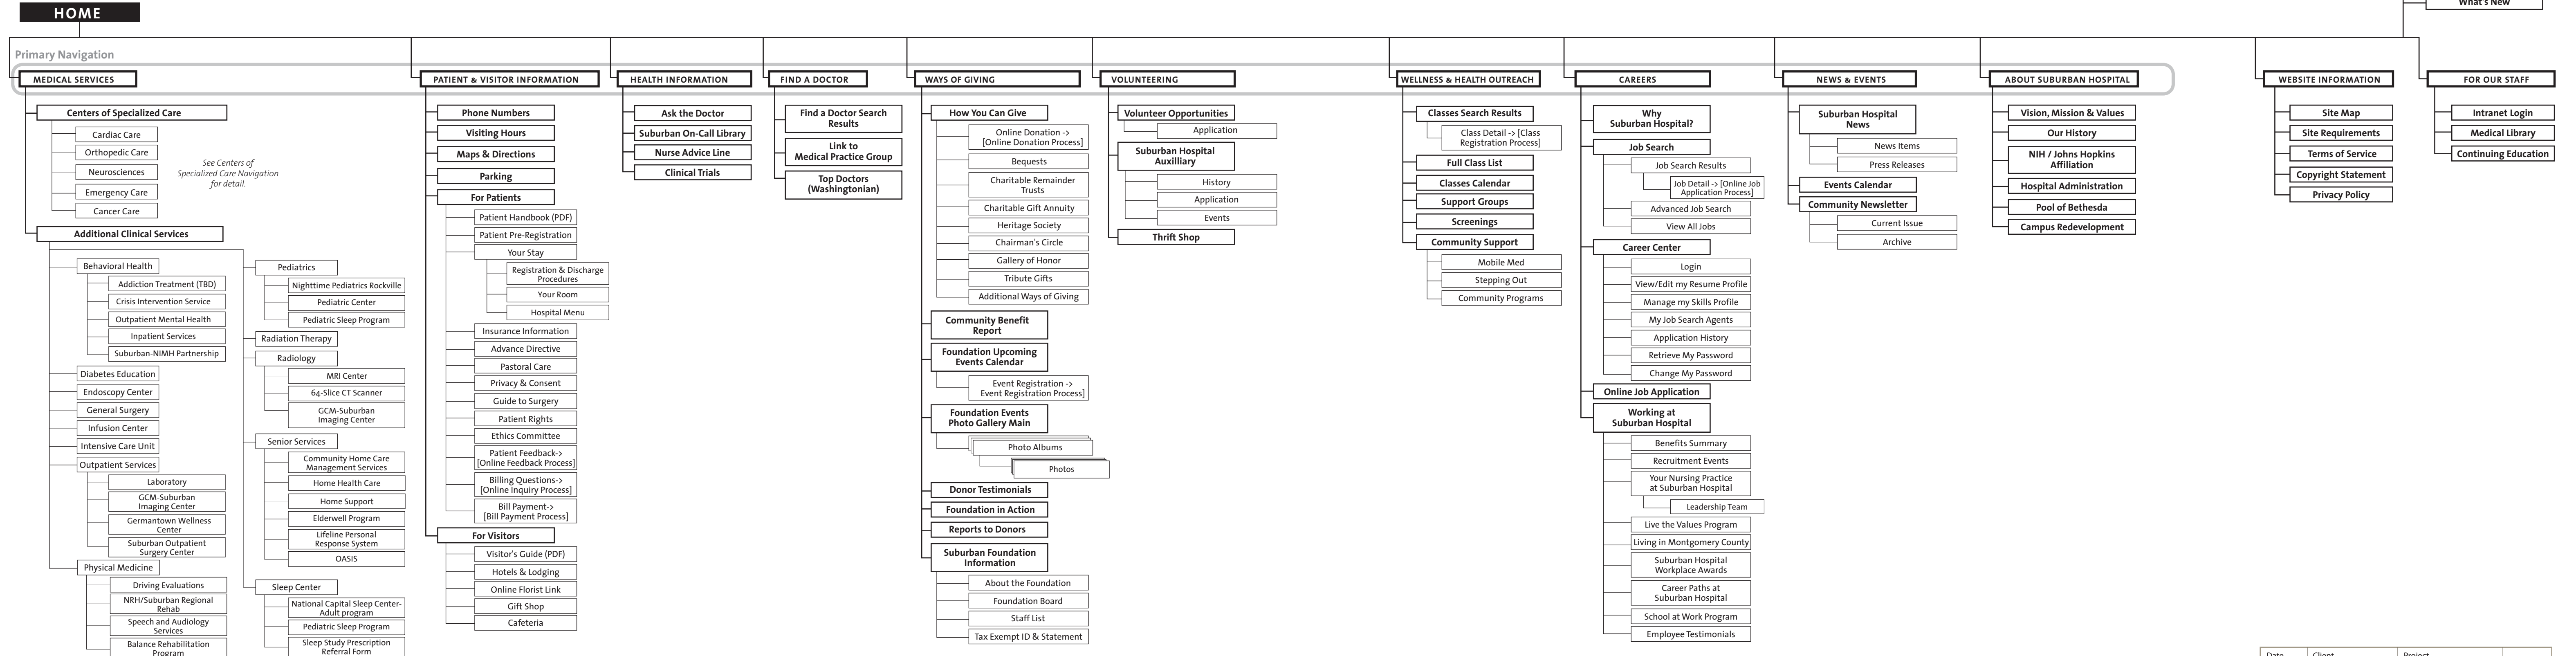 HOME
What's New
Primary Navigation
MEDICAL SERVICES
Centers of Specialized Care
Cardiac Care
Orthopedic Care
Neurosciences
Emergency Care
Cancer Care
See Centers of
Specialized Care Navigation
for detail.
Additional Clinical Services
Behavioral Health
Addiction Treatment (TBD)
Crisis Intervention Service
Outpatient Mental Health
Inpatient Services
Suburban-NIMH Partnership
Diabetes Education
Endoscopy Center
General Surgery
Infusion Center
Intensive Care Unit
Outpatient Services
Laboratory
GCM-Suburban
Imaging Center
Germantown Wellness
Center
Suburban Outpatient
Surgery Center
Physical Medicine
Driving Evaluations
NRH/Suburban Regional
Rehab
Speech and Audiology
Services
Balance Rehabilitation
Program
Pediatrics
Nighttime Pediatrics Rockville
Pediatric Center
Pediatric Sleep Program
Radiation Therapy
Radiology
MRI Center
64-Slice CT Scanner
GCM-Suburban
Imaging Center
Senior Services
Community Home Care
Management Services
Home Health Care
Home Support
Elderwell Program
Lifeline Personal
Response System
OASIS
Sleep Center
National Capital Sleep Center-
Adult program
Pediatric Sleep Program
Sleep Study Prescription
Referral Form
PATIENT & VISITOR INFORMATION
Phone Numbers
Visiting Hours
Maps & Directions
Parking
For Patients
Patient Handbook (PDF)
Patient Pre-Registration
Your Stay
Registration & Discharge
Procedures
Your Room
Hospital Menu
Insurance Information
Advance Directive
Pastoral Care
Privacy & Consent
Guide to Surgery
Patient Rights
Ethics Committee
Patient Feedback->
[Online Feedback Process]
Billing Questions->
[Online Inquiry Process]
Bill Payment->
[Bill Payment Process]
For Visitors
Visitor's Guide (PDF)
Hotels & Lodging
Online Florist Link
Gift Shop
Cafeteria
HEALTH INFORMATION
Ask the Doctor
Suburban On-Call Library
Nurse Advice Line
Clinical Trials
FIND A DOCTOR
Find a Doctor Search
Results
Link to
Medical Practice Group
Top Doctors
(Washingtonian)
WAYS OF GIVING
How You Can Give
Online Donation ->
[Online Donation Process]
Bequests
Charitable Remainder
Trusts
Charitable Gift Annuity
Heritage Society
Chairman's Circle
Gallery of Honor
Tribute Gifts
Additional Ways of Giving
Community Benefit
Report
Foundation Upcoming
Events Calendar
Event Registration ->
Event Registration Process]
Foundation Events
Photo Gallery Main
Photo Albums
Photos
Donor Testimonials
Foundation in Action
Reports to Donors
Suburban Foundation
Information
About the Foundation
Foundation Board
Staff List
Tax Exempt ID & Statement
VOLUNTEERING
Volunteer Opportunities
Application
Suburban Hospital
Auxilliary
History
Application
Events
Thrift Shop
WELLNESS & HEALTH OUTREACH
Classes Search Results
Class Detail -> [Class
Registration Process]
Full Class List
Classes Calendar
Support Groups
Screenings
Community Support
Mobile Med
Stepping Out
Community Programs
CAREERS
Why
Suburban Hospital?
Job Search
Job Search Results
Job Detail -> [Online Job
Application Process]
Advanced Job Search
View All Jobs
Career Center
Login
View/Edit my Resume Profile
Manage my Skills Profile
My Job Search Agents
Application History
Retrieve My Password
Change My Password
Online Job Application
Working at
Suburban Hospital
Benefits Summary
Recruitment Events
Your Nursing Practice
at Suburban Hospital
Leadership Team
Live the Values Program
Living in Montgomery County
Suburban Hospital
Workplace Awards
Career Paths at
Suburban Hospital
School at Work Program
Employee Testimonials
NEWS & EVENTS
Suburban Hospital
News
News Items
Press Releases
Events Calendar
Community Newsletter
Current Issue
Archive
ABOUT SUBURBAN HOSPITAL
Vision, Mission & Values
Our History
NIH / Johns Hopkins
Affiliation
Hospital Administration
Pool of Bethesda
Campus Redevelopment
WEBSITE INFORMATION
Site Map
Site Requirements
Terms of Service
Copyright Statement
Privacy Policy
FOR OUR STAFF
Intranet Login
Medical Library
Continuing Education
Date
Client
Project